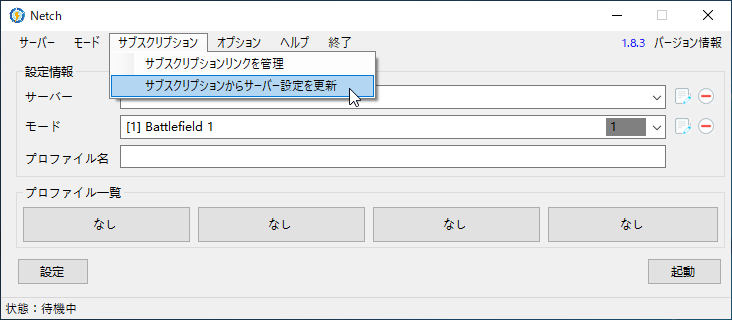 Netch
サーバー モード サブスクリプション オプション ヘルプ 終了 1.8.3 バージョン情報
サブスクリプションリンクを管理
設定情報
サブスクリプションからサーバー設定を更新
サーバー
モード [1] Battlefield 1 1
プロファイル名
プロファイル一覧
なし なし なし なし
設定 起動
状態：待機中